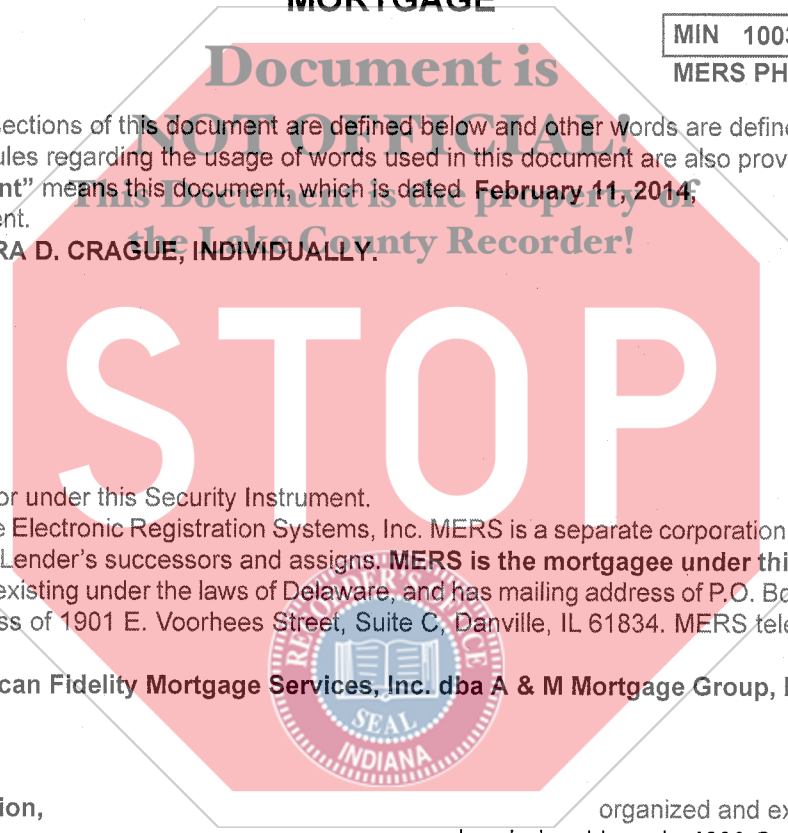 MORTGAGE
MIN 1003
MERS PH
Document is
NOT OFFICIAL!
This Document is the property of
the Lake County Recorder!
ections of this document are defined below and other words are define
ules regarding the usage of words used in this document are also prov
nt” means this document, which is dated February 11, 2014,
ent.
RA D. CRAGUE, INDIVIDUALLY.
STOP
or under this Security Instrument.
e Electronic Registration Systems, Inc. MERS is a separate corporation
Lender's successors and assigns. MERS is the mortgagee under thi
existing under the laws of Delaware, and has mailing address of P.O. Bo
ss of 1901 E. Voorhees Street, Suite C, Danville, IL 61834. MERS tele
RECORDER'S OFFICE
SEAL
INDIANA
can Fidelity Mortgage Services, Inc. dba A & M Mortgage Group,
ion,
organized and ex